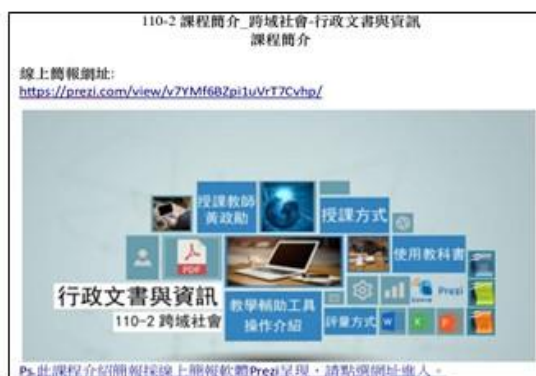 110-2 課程簡介_跨域社會-行政文書與資訊
課程簡介
線上簡報網址:
https://prezi.com/view/v7YMf6BZpi1uVrT7Cvhp/
授課教師
黃政勛
授課方式
使用教科書
PDF
行政文書與資訊
110-2 跨域社會
教學輔助工具
操作介紹
評量方式
Prezi
Ps.此課程介紹簡報採線上簡報軟體Prezi呈現，請點選網址進入。